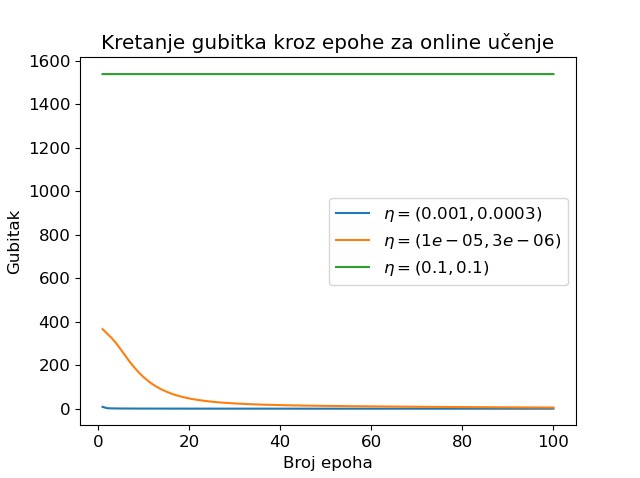 Kretanje gubitka kroz epohe za online učenje
1600
1400
1200
1000
800
600
400
200
0
Gubitak
η = (0.001, 0.0003)
η = (1e − 05, 3e − 06)
η = (0.1, 0.1)
0 20 40 60 80 100
Broj epoha